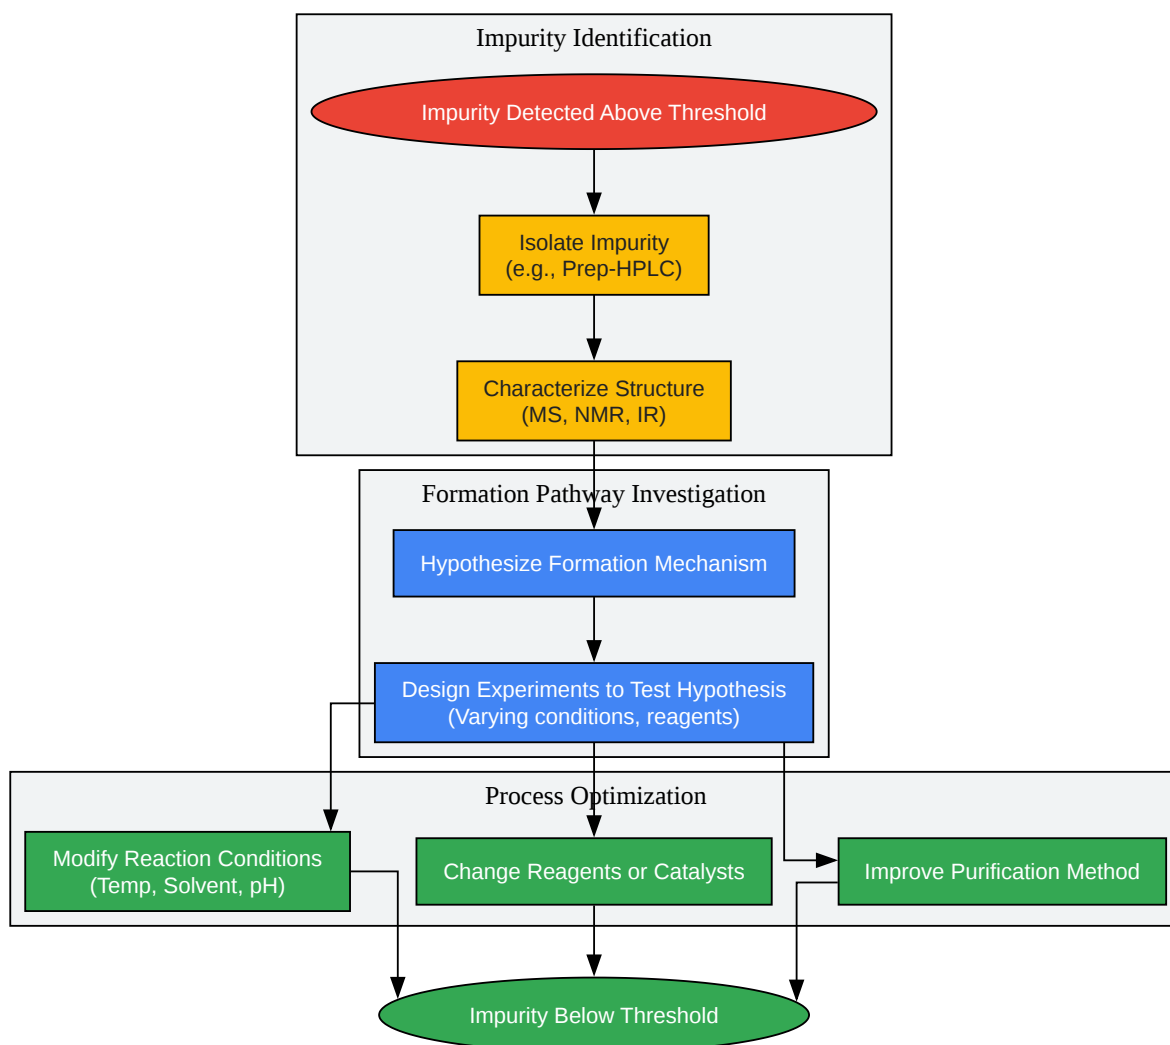 Impurity Identification
Impurity Detected Above Threshold
Isolate Impurity
(e.g., Prep-HPLC)
Characterize Structure
(MS, NMR, IR)
Formation Pathway Investigation
Hypothesize Formation Mechanism
Design Experiments to Test Hypothesis
(Varying conditions, reagents)
Process Optimization
Modify Reaction Conditions
(Temp, Solvent, pH)
Change Reagents or Catalysts
Improve Purification Method
Impurity Below Threshold